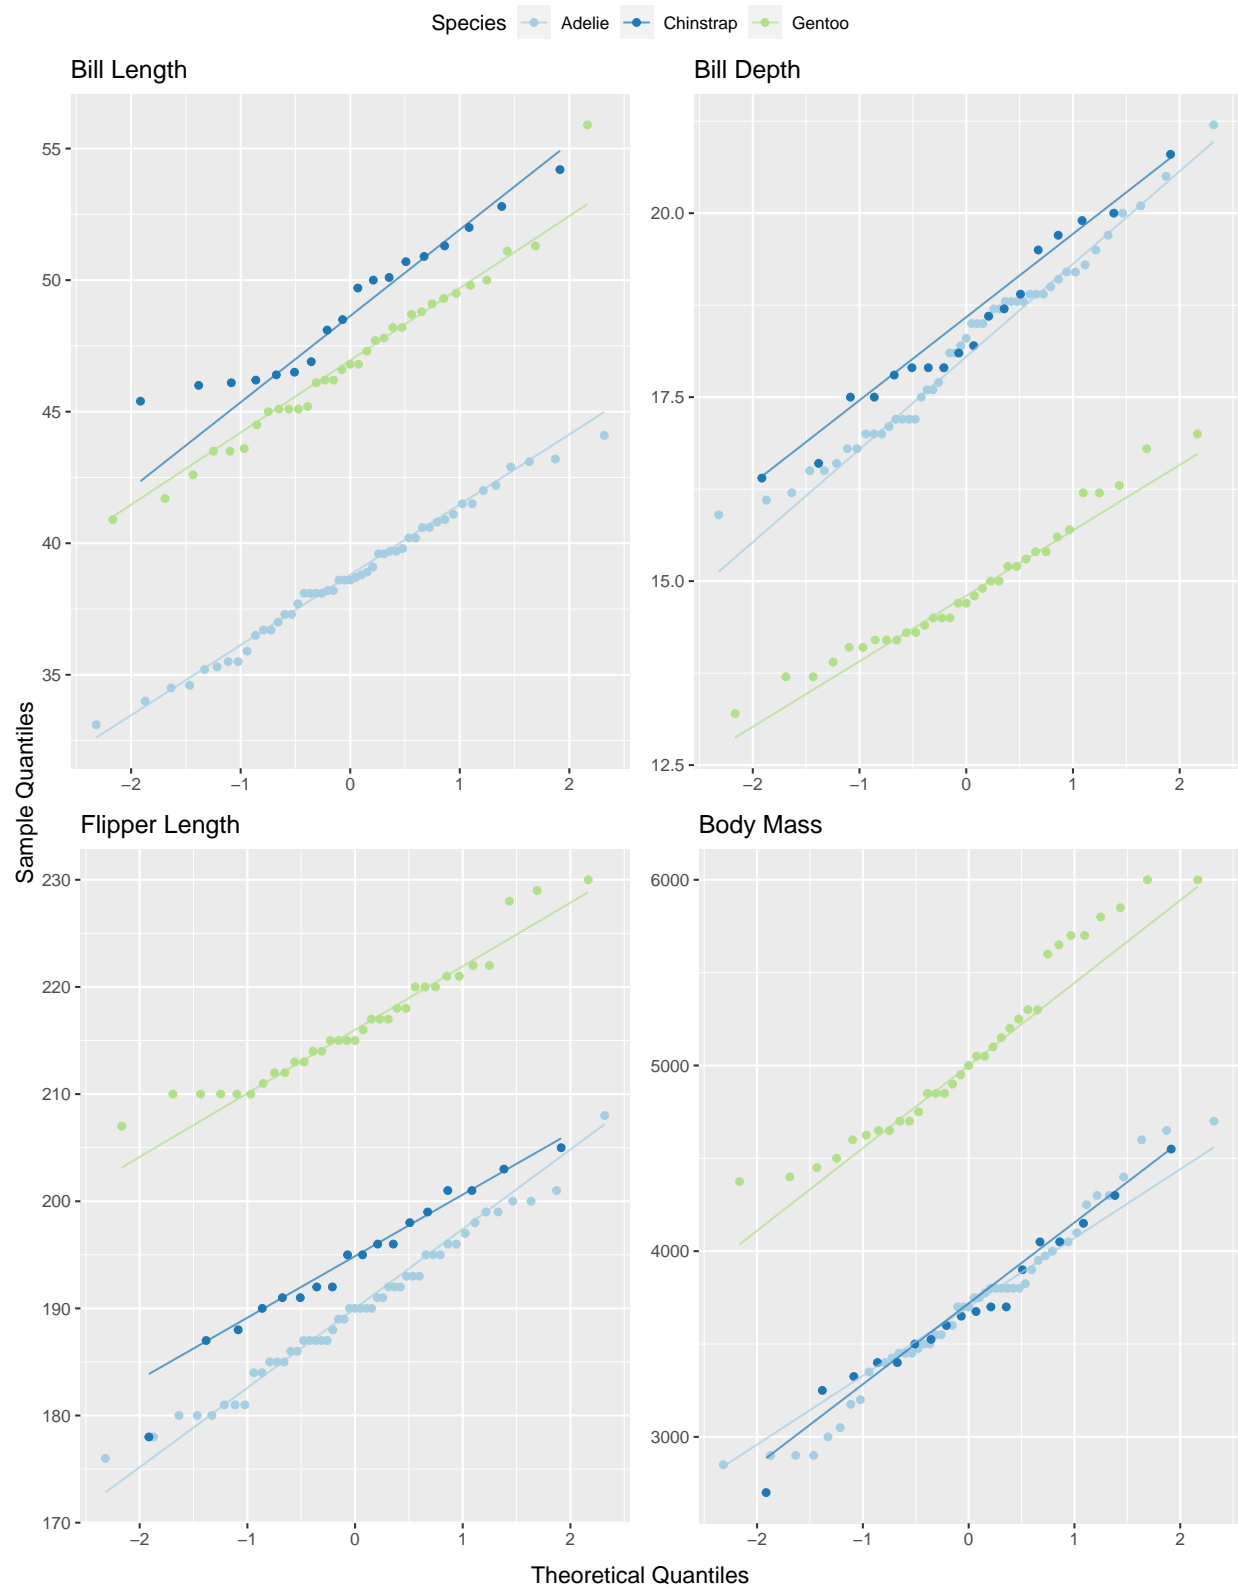 Species Adelie Chinstrap Gentoo
Bill Length
Bill Depth
55
50
45
40
35
−2 −1 0 1 2
20.0
17.5
15.0
12.5
−2 −1 0 1 2
Sample Quantiles
Flipper Length
Body Mass
230
220
210
200
190
180
170
−2 −1 0 1 2
6000
5000
4000
3000
−2 −1 0 1 2
Theoretical Quantiles